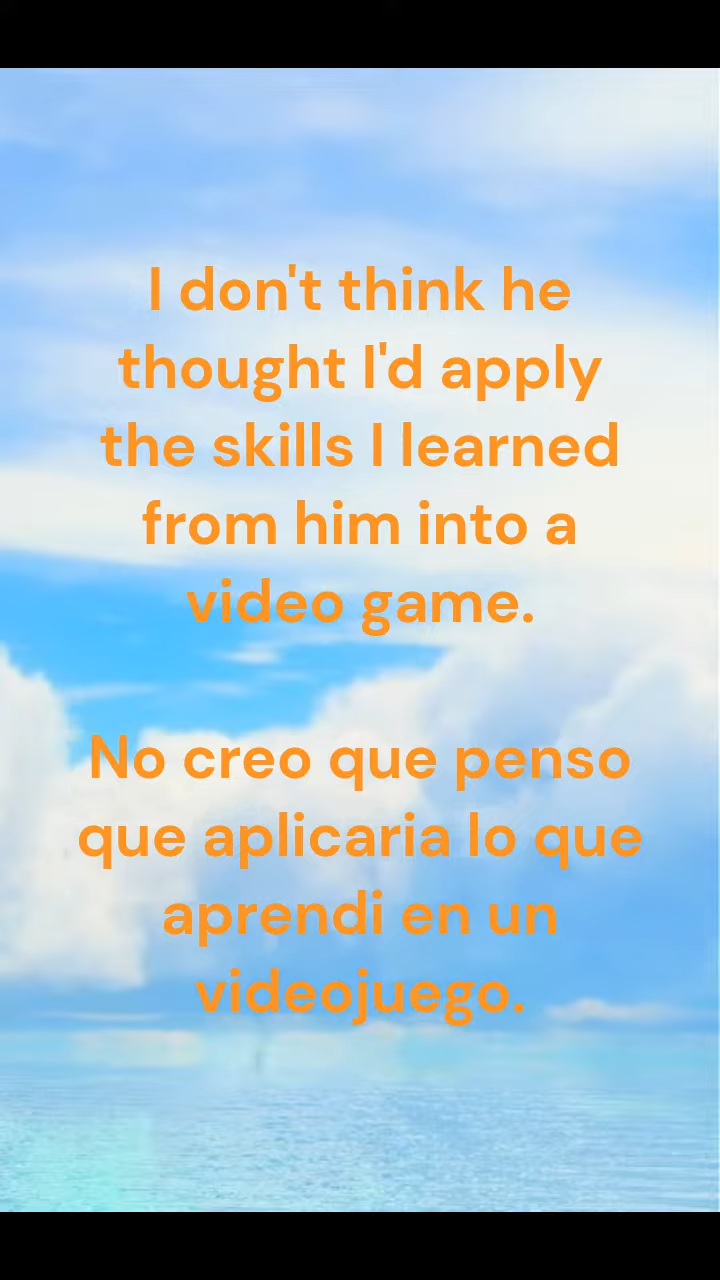 I don't think he
thought I'd apply
the skills I learned
from him into a
video game.
No creo que penso
que aplicaria lo que
aprendi en un
videojuego.